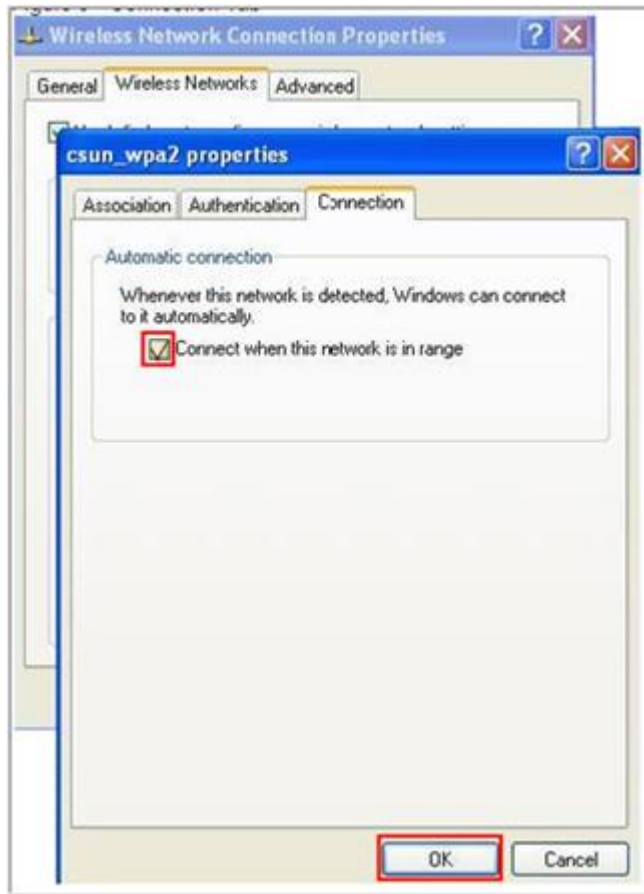 Wireless Network Connection Properties
General Wireless Networks Advanced
csun_wpa2 properties
Association Authentication Connection
Automatic connection
Whenever this network is detected, Windows can connect
to it automatically.
Connect when this network is in range
OK Cancel